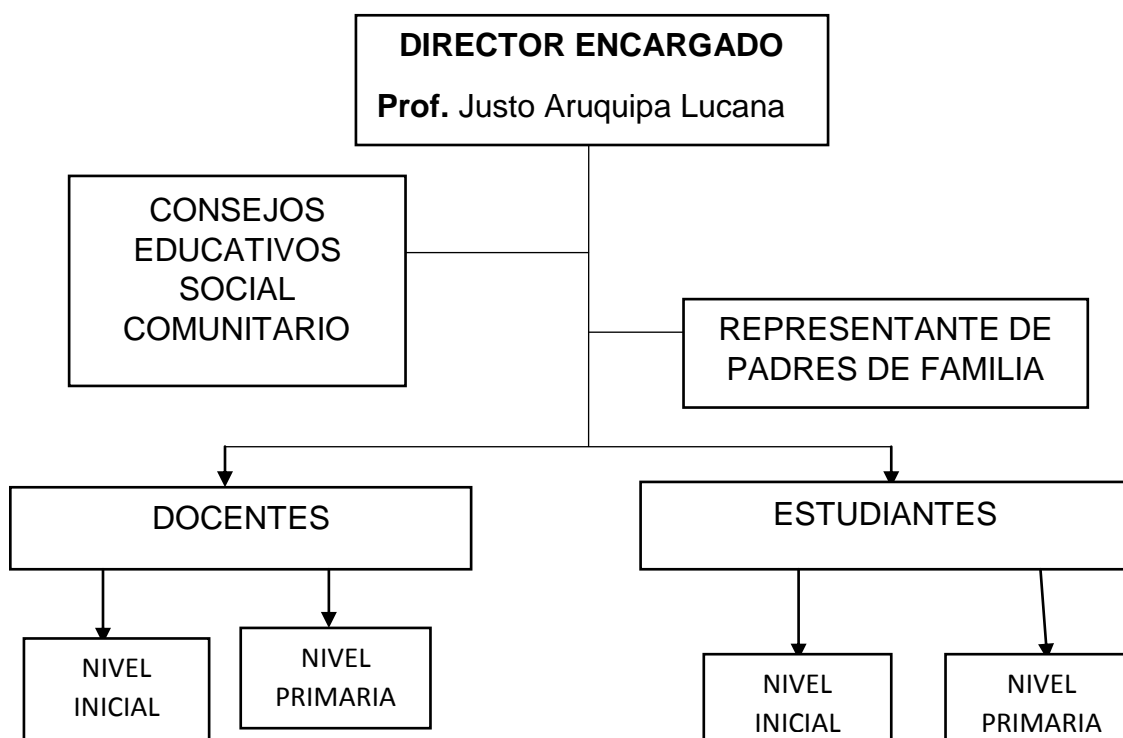 DIRECTOR ENCARGADO
Prof. Justo Aruquipa Lucana
CONSEJOS
EDUCATIVOS
SOCIAL
COMUNITARIO
REPRESENTANTE DE
PADRES DE FAMILIA
DOCENTES
ESTUDIANTES
NIVEL
INICIAL
NIVEL
PRIMARIA
NIVEL
INICIAL
NIVEL
PRIMARIA